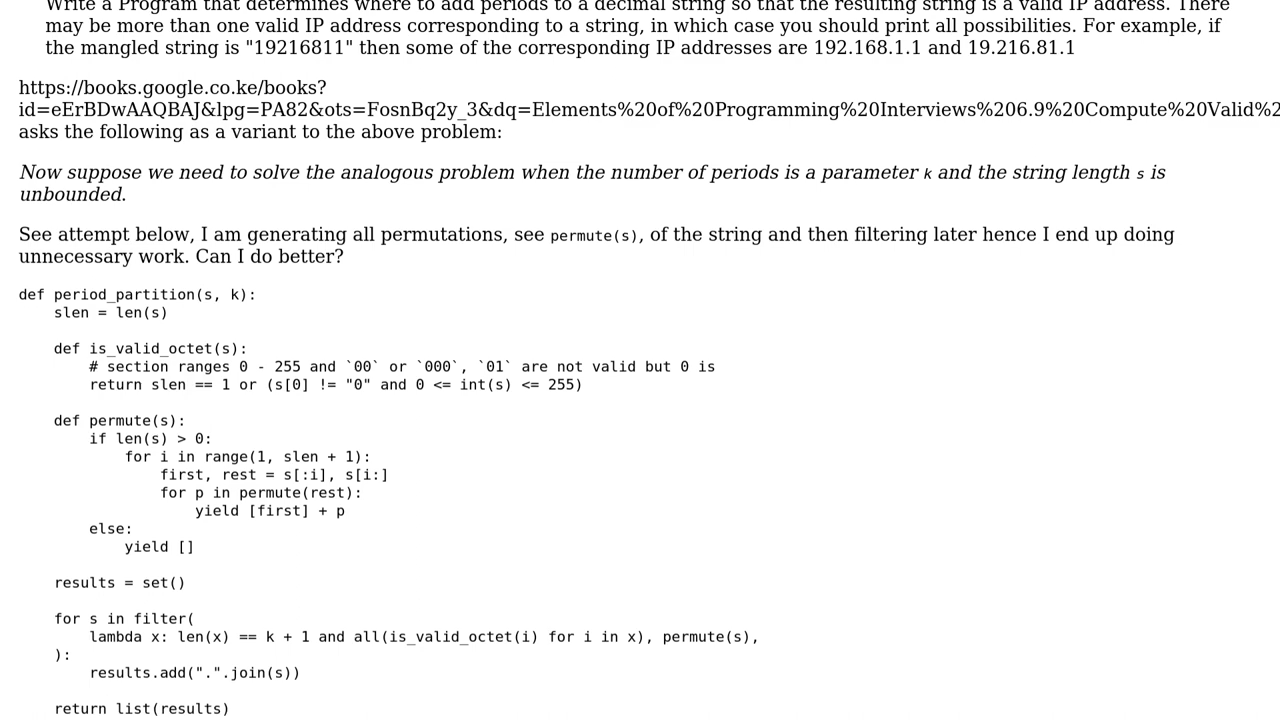 Write a Program that determines where to add periods to a decimal string so that the resulting string is a valid IP address. There
may be more than one valid IP address corresponding to a string, in which case you should print all possibilities. For example, if
the mangled string is "19216811" then some of the corresponding IP addresses are 192.168.1.1 and 19.216.81.1
https://books.google.co.ke/books?
id=eErBDwAAQBAJ&lpg=PA82&ots=FosnBq2y_3&dq=Elements%20of%20Programming%20Interviews%206.9%20Compute%20Valid%2
asks the following as a variant to the above problem:
Now suppose we need to solve the analogous problem when the number of periods is a parameter k and the string length s is
unbounded.
See attempt below, I am generating all permutations, see permute(s), of the string and then filtering later hence I end up doing
unnecessary work. Can I do better?
def period_partition(s, k):
    slen = len(s)
    def is_valid_octet(s):
        # section ranges 0 - 255 and `00` or `000`, `01` are not valid but 0 is
        return slen == 1 or (s[0] != "0" and 0 <= int(s) <= 255)
    def permute(s):
        if len(s) > 0:
            for i in range(1, slen + 1):
                first, rest = s[:i], s[i:]
                for p in permute(rest):
                    yield [first] + p
        else:
            yield []
    results = set()
    for s in filter(
        lambda x: len(x) == k + 1 and all(is_valid_octet(i) for i in x), permute(s),
    ):
        results.add(".".join(s))
    return list(results)